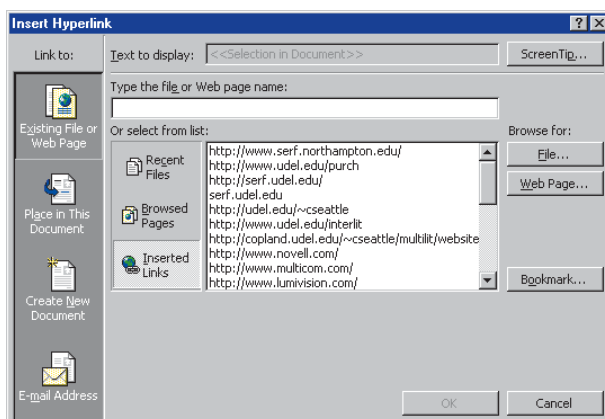 Insert Hyperlink
Link to:
Text to display:
<<Selection in Document>>
ScreenTip...
Type the file or Web page name:
Existing File or
Web Page
Or select from list:
Browse for:
Recent
Files
Browsed
Pages
Inserted
Links
http://www.serf.northampton.edu/
http://www.udel.edu/purch
http://serf.udel.edu/
serf.udel.edu
http://udel.edu/~cseattle
http://www.udel.edu/interlit
http://copland.udel.edu/~cseattle/multilit/website
http://www.novell.com/
http://www.multicom.com/
http://www.lumivision.com/
File...
Web Page...
Bookmark...
Place in This
Document
Create New
Document
E-mail Address
OK
Cancel